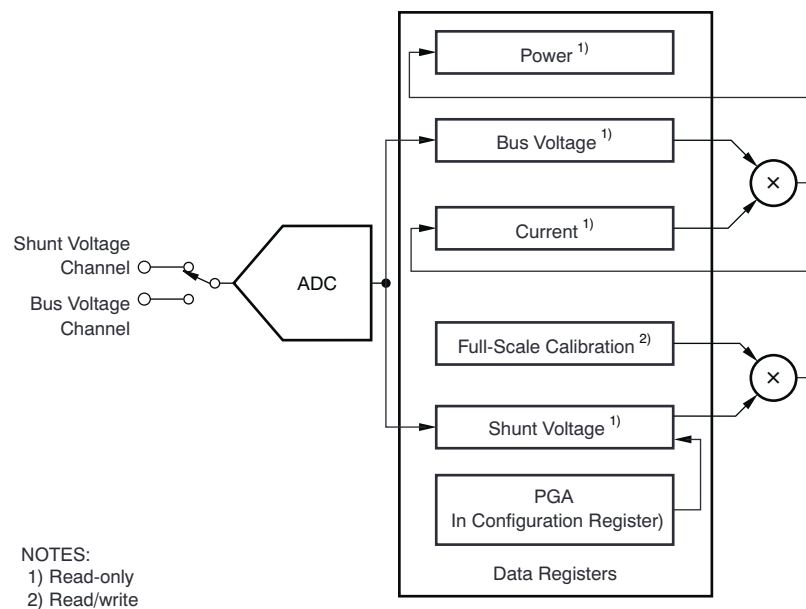 Power 1)
Bus Voltage 1)
×
Current 1)
Shunt Voltage
Channel
Bus Voltage
Channel
ADC
Full-Scale Calibration 2)
×
Shunt Voltage 1)
PGA
In Configuration Register)
Data Registers
NOTES:
1) Read-only
2) Read/write